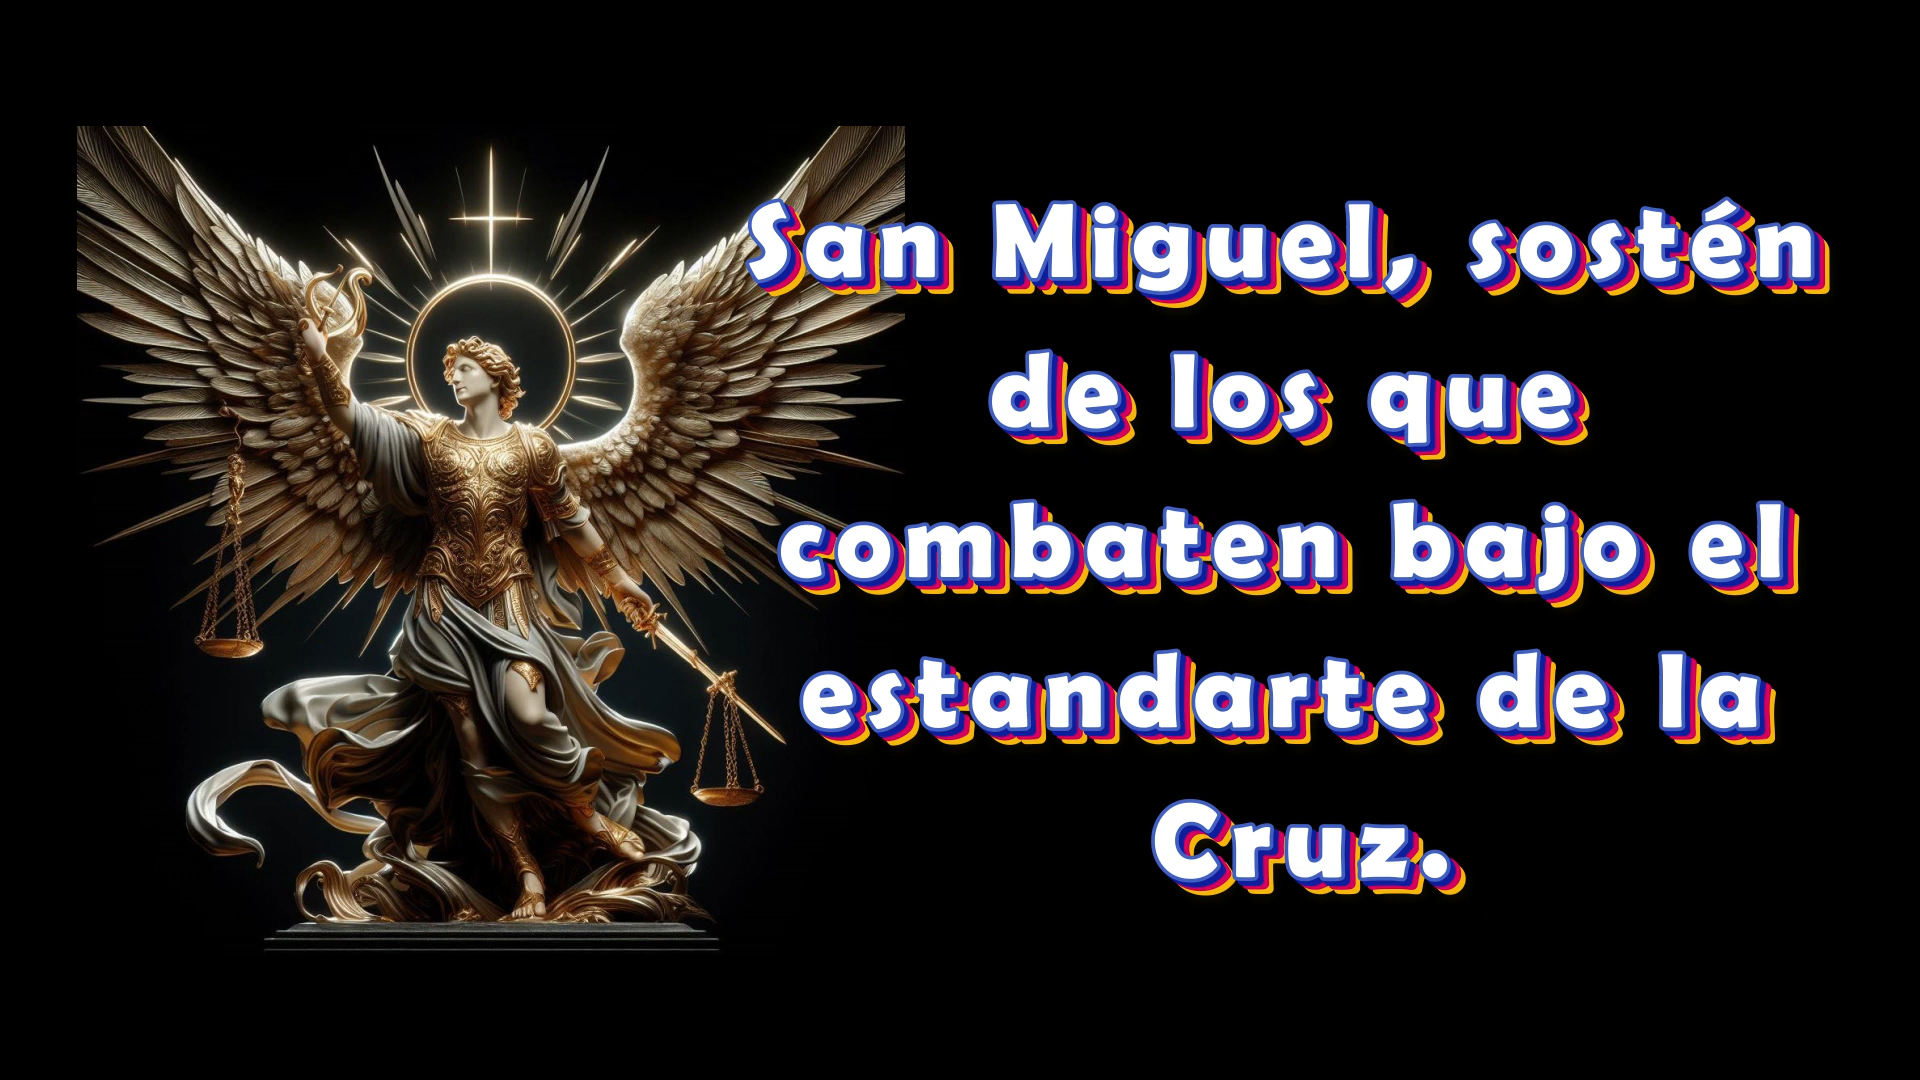 San Miguel, sostén
de los que
combaten bajo el
estandarte de la
Cruz.